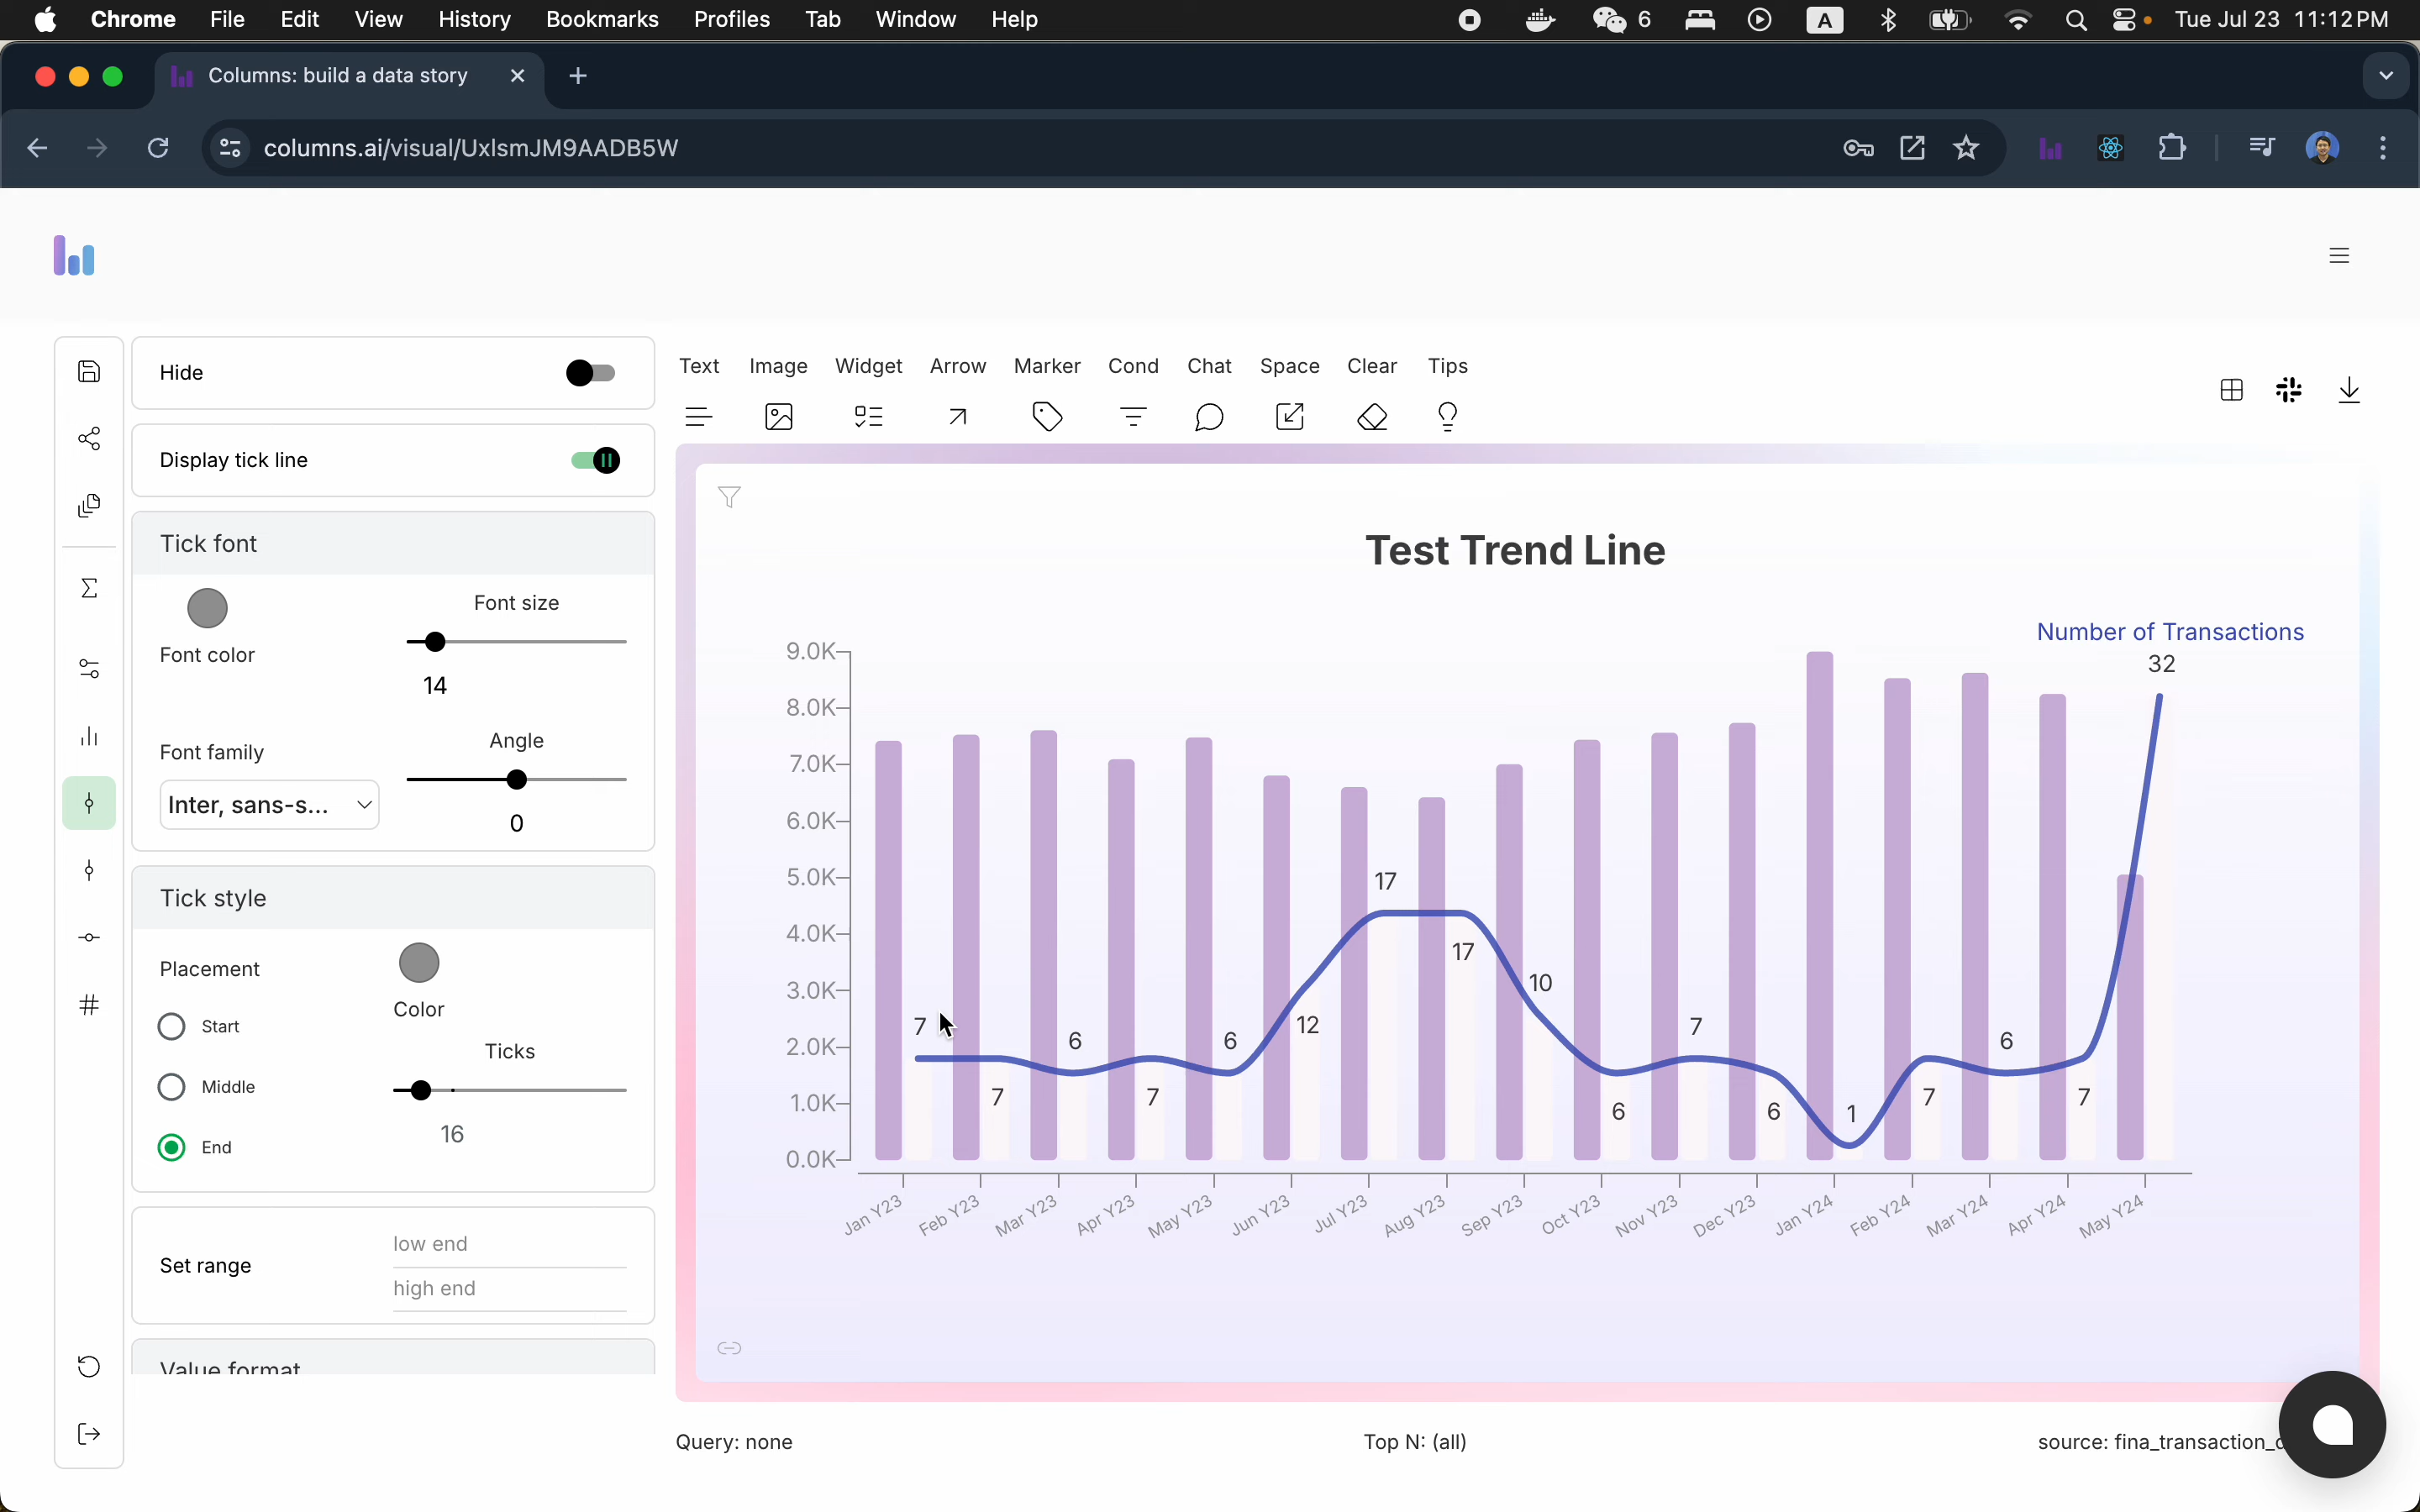 Chrome File Edit View History Bookmarks Profiles Tab Window Help 6 A Tue Jul 23 11:12 PM
Columns: build a data story
columns.ai/visual/UxlsmJM9AADB5W
Text Image Widget Arrow Marker Cond Chat Space Clear Tips
Hide
Display tick line
Tick font
Font size
Font color
14
Font family
Angle
Inter, sans-s...
0
Tick style
Placement
Color
Start
Ticks
Middle
16
End
Set range
low end
high end
Value format
Test Trend Line
Number of Transactions
32
9.0K
8.0K
7.0K
6.0K
5.0K
4.0K
3.0K
2.0K
1.0K
0.0K
7 7 6 7 6 12 17 17 10 6 7 6 1 7 6 7
Jan Y23 Feb Y23 Mar Y23 Apr Y23 May Y23 Jun Y23 Jul Y23 Aug Y23 Sep Y23 Oct Y23 Nov Y23 Dec Y23 Jan Y24 Feb Y24 Mar Y24 Apr Y24 May Y24
Query: none
Top N: (all)
source: fina_transaction_